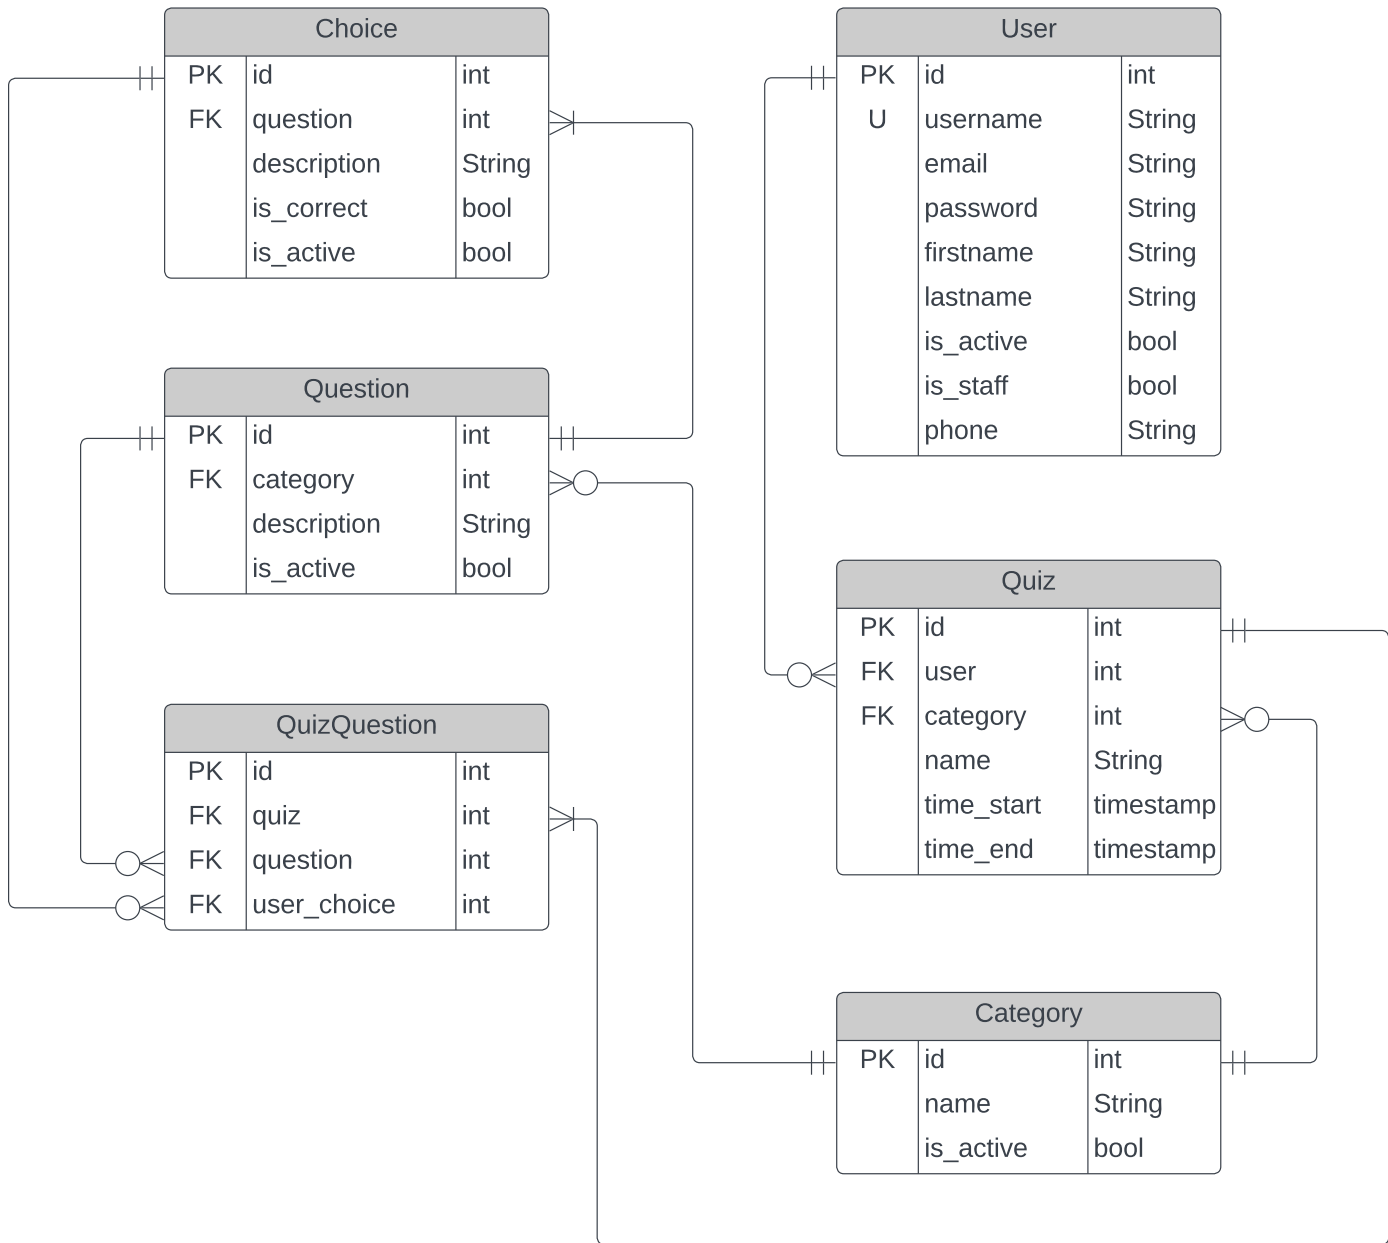 Choice
PK id int
FK question int
description String
is_correct bool
is_active bool
User
PK id int
U username String
email String
password String
firstname String
lastname String
is_active bool
is_staff bool
phone String
Question
PK id int
FK category int
description String
is_active bool
Quiz
PK id int
FK user int
FK category int
name String
time_start timestamp
time_end timestamp
QuizQuestion
PK id int
FK quiz int
FK question int
FK user_choice int
Category
PK id int
name String
is_active bool